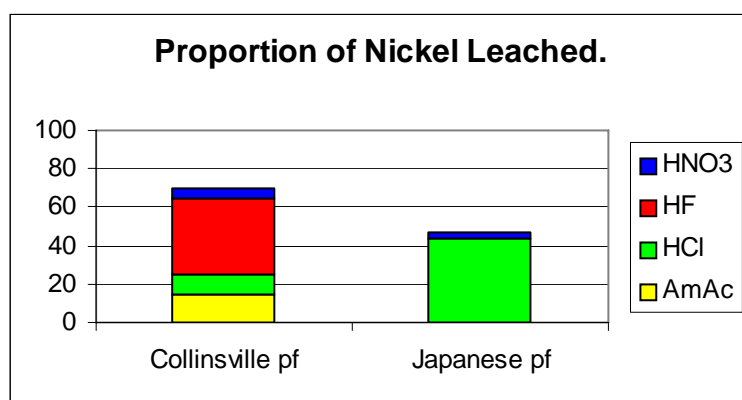 Proportion of Nickel Leached.
100
80
60
40
20
0
Collinsville pf
Japanese pf
HNO3
HF
HCl
AmAc